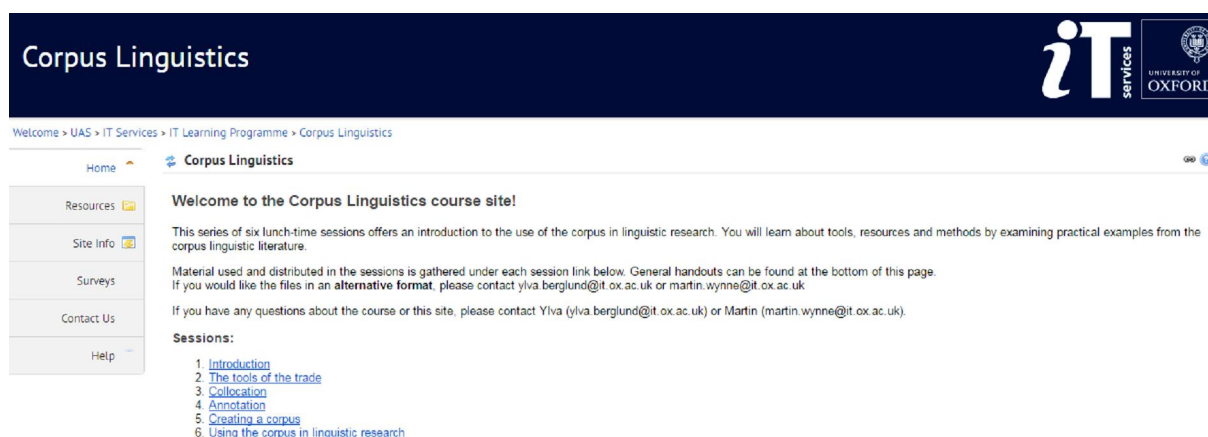 Corpus Linguistics
iT services
UNIVERSITY OF
OXFORD
Welcome > UAS > IT Services > IT Learning Programme > Corpus Linguistics
Home
Resources
Site Info
Surveys
Contact Us
Help
Corpus Linguistics
Welcome to the Corpus Linguistics course site!
This series of six lunch-time sessions offers an introduction to the use of the corpus in linguistic research. You will learn about tools, resources and methods by examining practical examples from the
corpus linguistic literature.
Material used and distributed in the sessions is gathered under each session link below. General handouts can be found at the bottom of this page.
If you would like the files in an alternative format, please contact ylva.berglund@it.ox.ac.uk or martin.wynne@it.ox.ac.uk
If you have any questions about the course or this site, please contact Ylva (ylva.berglund@it.ox.ac.uk) or Martin (martin.wynne@it.ox.ac.uk).
Sessions:
1. Introduction
2. The tools of the trade
3. Collocation
4. Annotation
5. Creating a corpus
6. Using the corpus in linguistic research